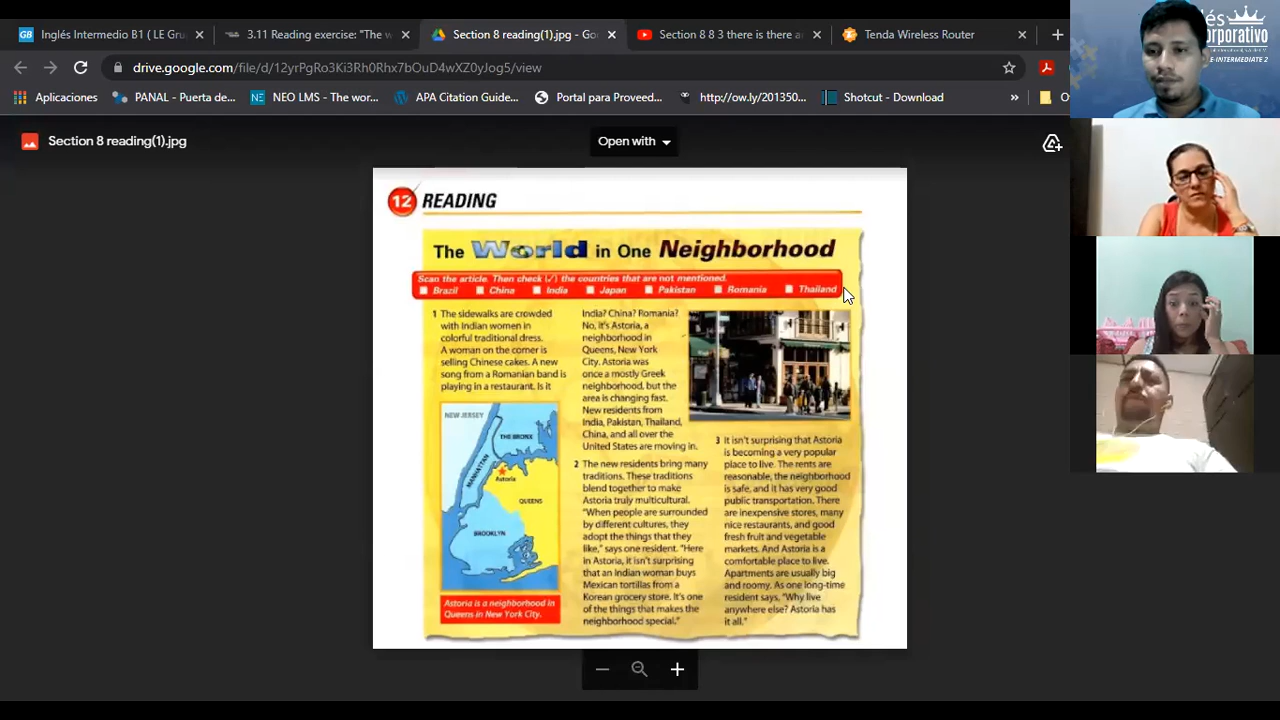 GB Inglés Intermedio B1 ( LE Gru
3.11 Reading exercise: "The w
Section 8 reading(1).jpg - Go
Section 8 8 3 there is there a
Tenda Wireless Router
drive.google.com/file/d/12yrPgRo3Ki3Rh0Rhx7bOuD4wXZ0yJog5/view
Aplicaciones
PANAL - Puerta de...
NE NEO LMS - The wor...
APA Citation Guide...
Portal para Proveed...
http://ow.ly/201350...
Shotcut - Download
»
Section 8 reading(1).jpg
Open with
12 READING
The World in One Neighborhood
Scan the article. Then check (✓) the countries that are not mentioned.
Brazil China India Japan Pakistan Romania Thailand
1 The sidewalks are crowded
with Indian women in
colorful traditional dress.
A woman on the corner is
selling Chinese cakes. A new
song from a Romanian band is
playing in a restaurant. Is it
India? China? Romania?
No, it's Astoria, a
neighborhood in
Queens, New York
City. Astoria was
once a mostly Greek
neighborhood, but the
area is changing fast.
New residents from
India, Pakistan, Thailand,
China, and all over the
United States are moving in.
2 The new residents bring many
traditions. These traditions
blend together to make
Astoria truly multicultural.
"When people are surrounded
by different cultures, they
adopt the things that they
like," says one resident. "Here
in Astoria, it isn't surprising
that an Indian woman buys
Mexican tortillas from a
Korean grocery store. It's one
of the things that makes the
neighborhood special."
3 It isn't surprising that Astoria
is becoming a very popular
place to live. The rents are
reasonable, the neighborhood
is safe, and it has very good
public transportation. There
are inexpensive stores, many
nice restaurants, and good
fresh fruit and vegetable
markets. And Astoria is a
comfortable place to live.
Apartments are usually big
and roomy. As one long-time
resident says, "Why live
anywhere else? Astoria has
it all."
NEW JERSEY
THE BRONX
MANHATTAN
Astoria
QUEENS
BROOKLYN
Astoria is a neighborhood in
Queens in New York City.
E-INTERMEDIATE 2